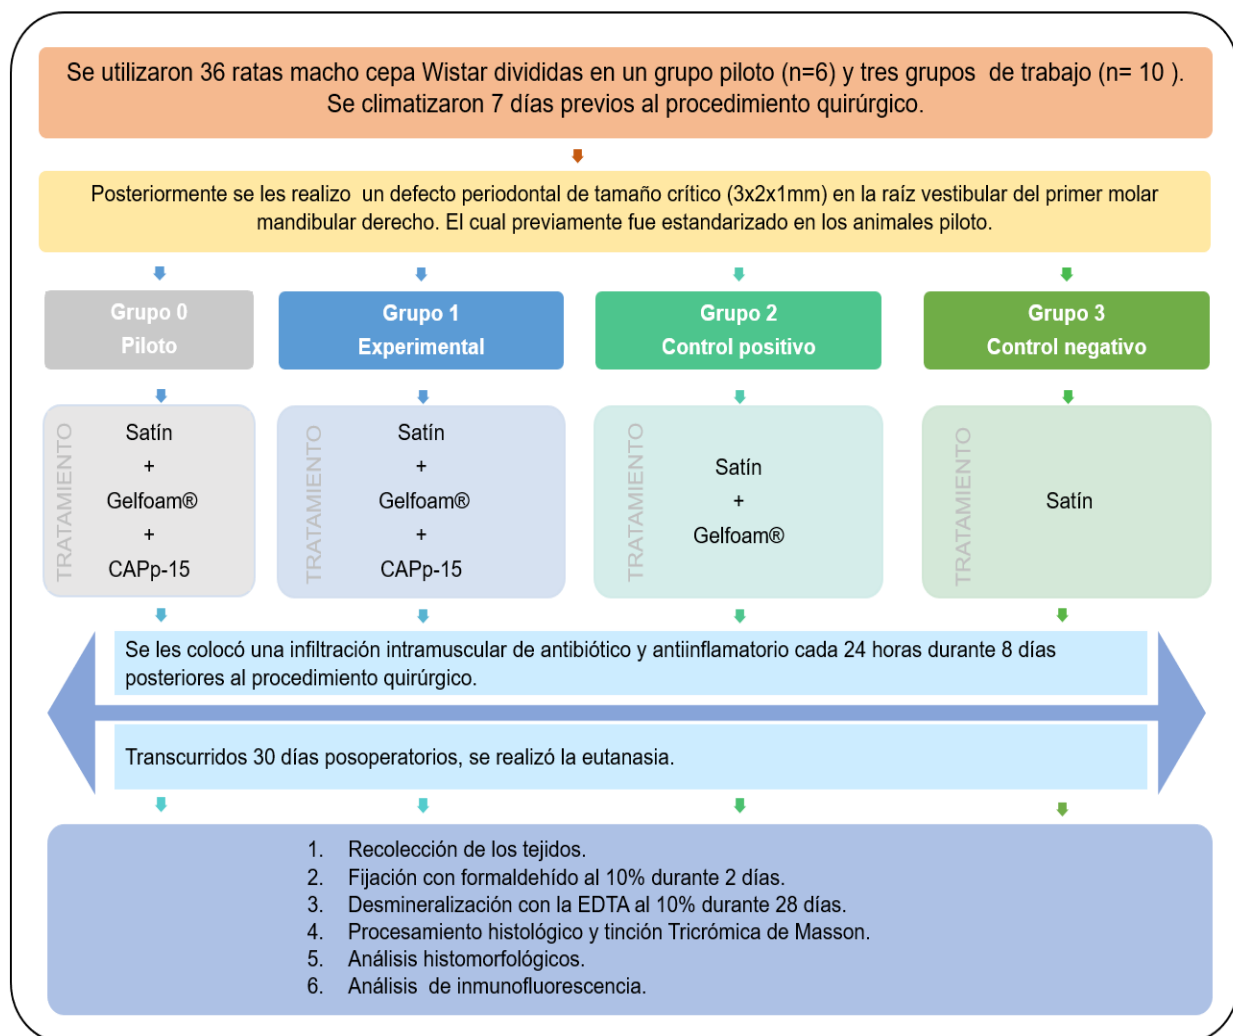 Se utilizaron 36 ratas macho cepa Wistar divididas en un grupo piloto (n=6) y tres grupos de trabajo (n= 10 ).
Se climatizaron 7 días previos al procedimiento quirúrgico.
Posteriormente se les realizo un defecto periodontal de tamaño crítico (3x2x1mm) en la raíz vestibular del primer molar
mandibular derecho. El cual previamente fue estandarizado en los animales piloto.
Grupo 0
Piloto
Grupo 1
Experimental
Grupo 2
Control positivo
Grupo 3
Control negativo
TRATAMIENTO
Satín
+
Gelfoam®
+
CAPp-15
TRATAMIENTO
Satín
+
Gelfoam®
+
CAPp-15
TRATAMIENTO
Satín
+
Gelfoam®
TRATAMIENTO
Satín
Se les colocó una infiltración intramuscular de antibiótico y antiinflamatorio cada 24 horas durante 8 días
posteriores al procedimiento quirúrgico.
Transcurridos 30 días posoperatorios, se realizó la eutanasia.
1. Recolección de los tejidos.
2. Fijación con formaldehído al 10% durante 2 días.
3. Desmineralización con la EDTA al 10% durante 28 días.
4. Procesamiento histológico y tinción Tricrómica de Masson.
5. Análisis histomorfológicos.
6. Análisis de inmunofluorescencia.